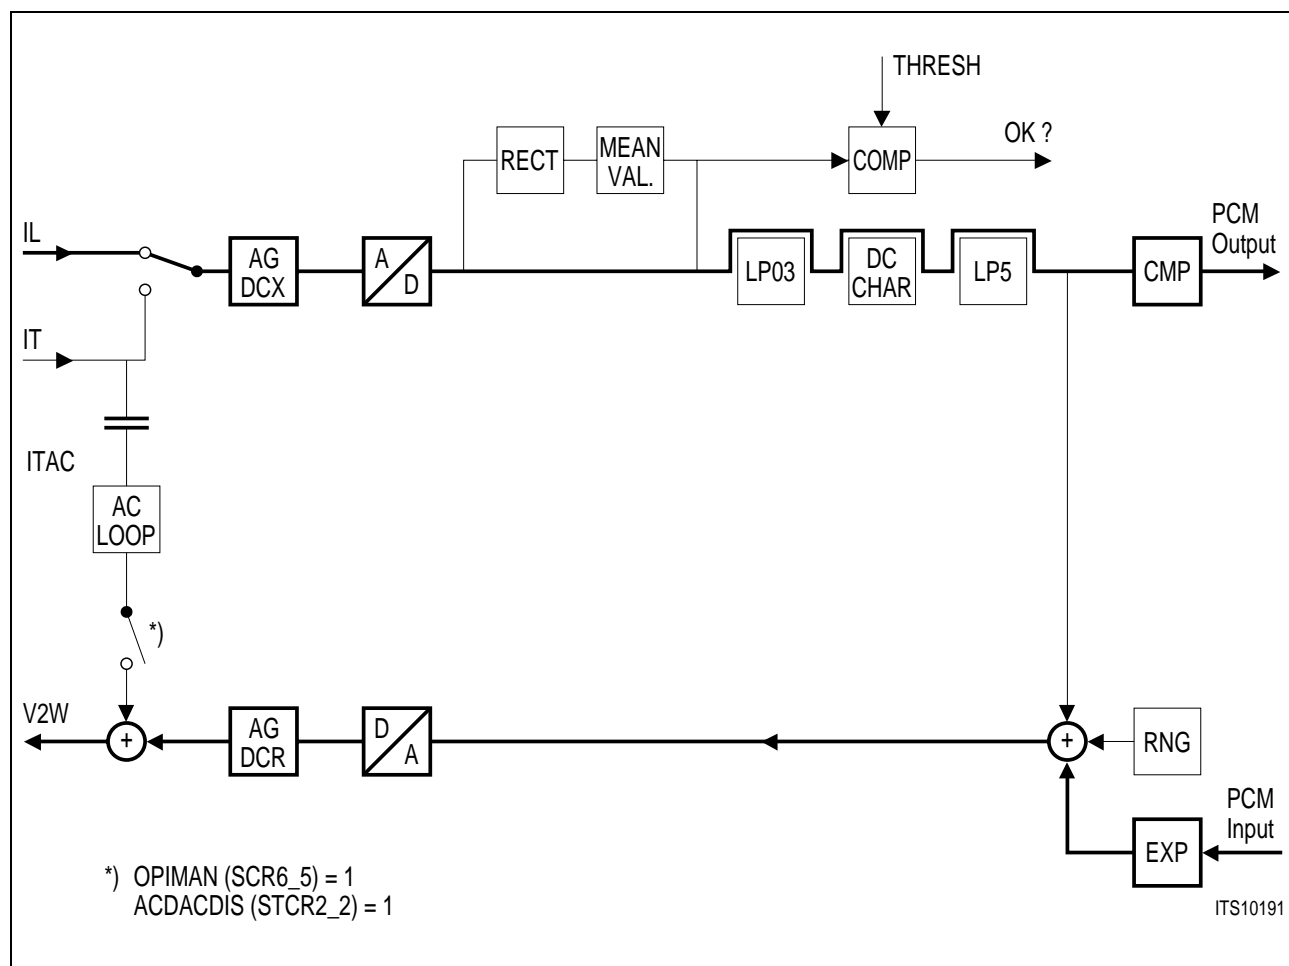 THRESH
OK ?
RECT
MEAN
VAL.
COMP
PCM
Output
IL
AG
DCX
A
D
LP03
DC
CHAR
LP5
CMP
IT
ITAC
AC
LOOP
*)
V2W
+
AG
DCR
D
A
+
RNG
PCM
Input
EXP
*) OPIMAN (SCR6_5) = 1
ACDACDIS (STCR2_2) = 1
ITS10191